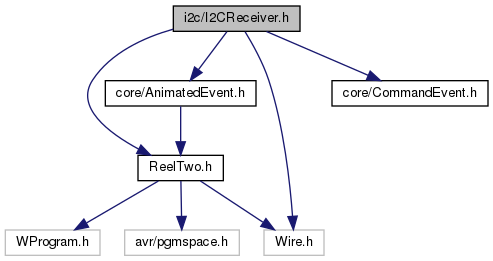 i2c/I2CReceiver.h
core/AnimatedEvent.h
core/CommandEvent.h
ReelTwo.h
WProgram.h
avr/pgmspace.h
Wire.h